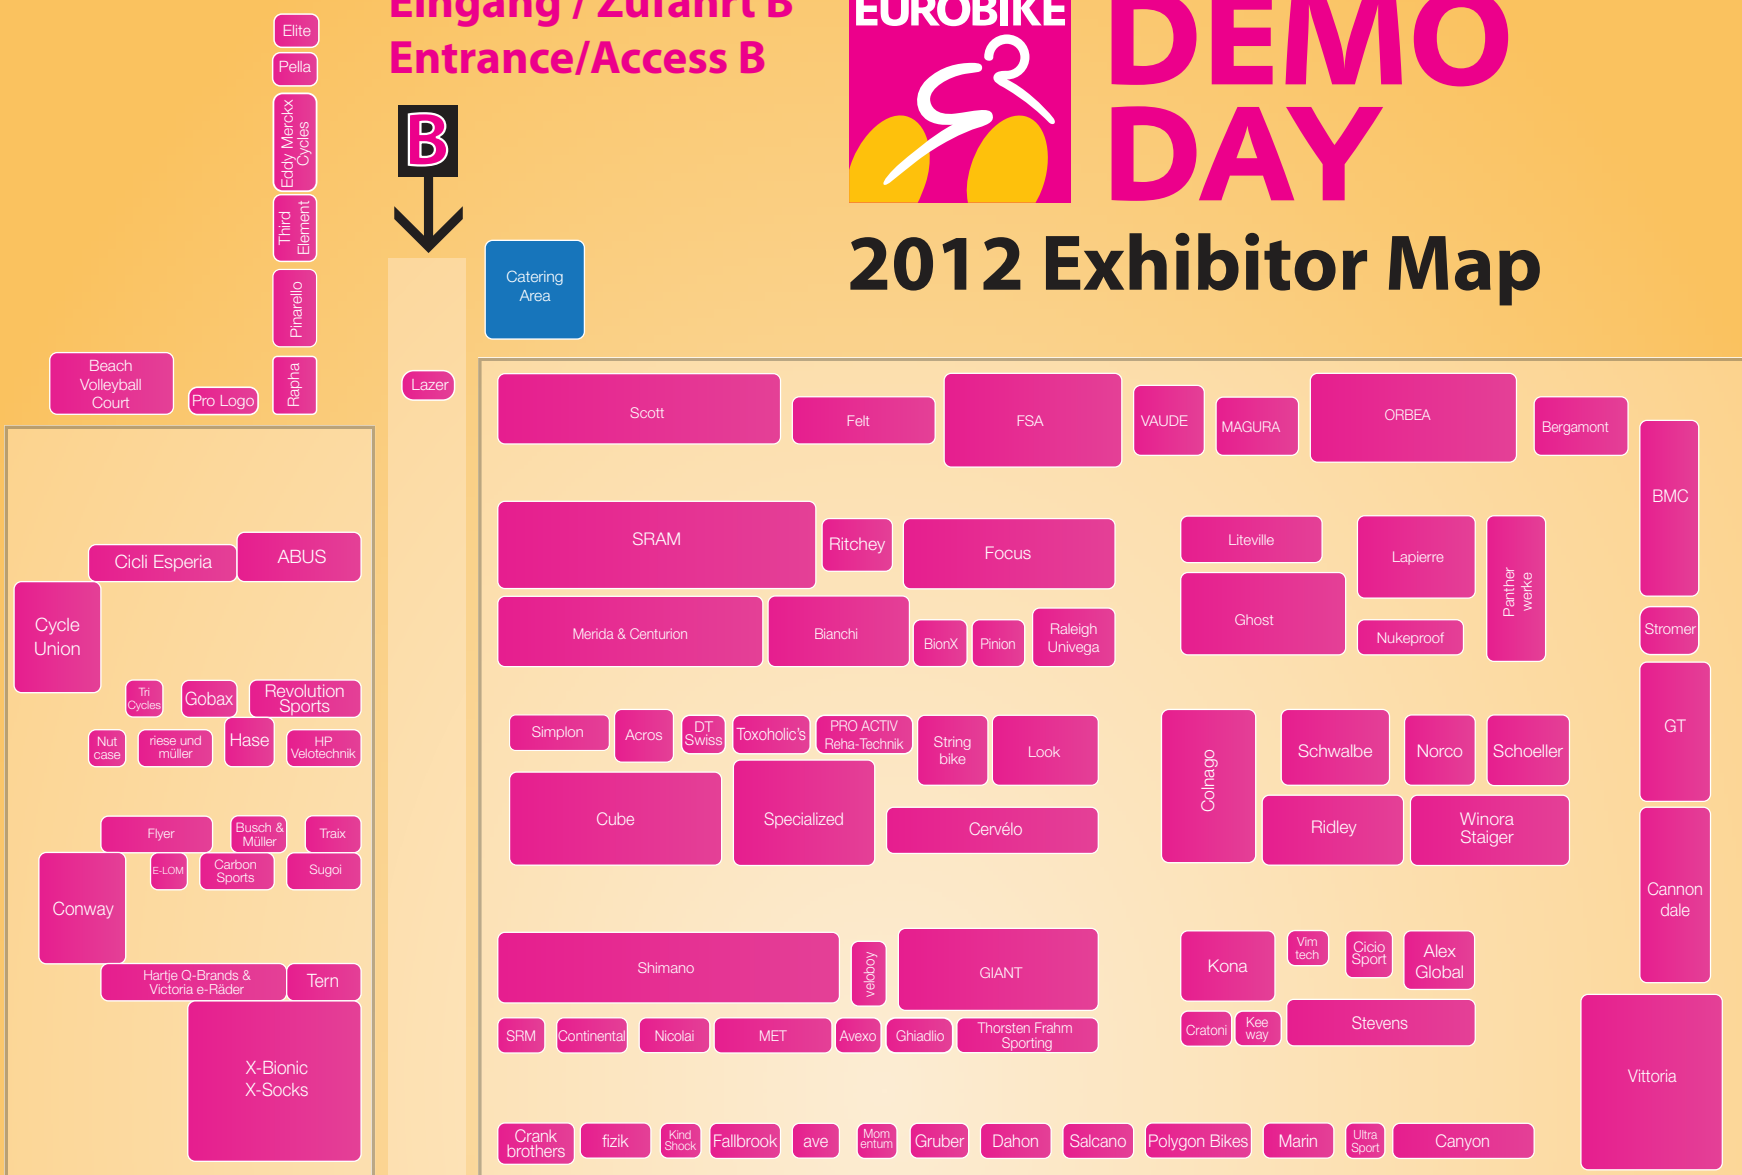 Eingang / Zufahrt B
Entrance/Access B
B
EUROBIKE
DEMO
DAY
2012 Exhibitor Map
Elite
Pella
Eddy Merckx
Cycles
Third
Element
Pinarello
Rapha
Beach
Volleyball
Court
Pro Logo
Catering
Area
Lazer
Scott
Felt
FSA
VAUDE
MAGURA
ORBEA
Bergamont
BMC
Stromer
GT
Cannon
dale
Vittoria
Cicli Esperia
ABUS
Cycle
Union
Tri
Cycles
Gobax
Revolution
Sports
Nut
case
riese und
müller
Hase
HP
Velotechnik
Flyer
Busch &
Müller
Traix
E-LOM
Carbon
Sports
Sugoi
Conway
Hartje Q-Brands &
Victoria e-Räder
Tern
X-Bionic
X-Socks
SRAM
Ritchey
Focus
Merida & Centurion
Bianchi
BionX
Pinion
Raleigh
Univega
Liteville
Ghost
Lapierre
Nukeproof
Panther
werke
Simplon
Acros
DT
Swiss
Toxoholic's
PRO ACTIV
Reha-Technik
String
bike
Look
Cube
Specialized
Cervélo
Colnago
Schwalbe
Norco
Schoeller
Ridley
Winora
Staiger
Shimano
veloboy
GIANT
SRM
Continental
Nicolai
MET
Avexo
Ghiadlio
Thorsten Frahm
Sporting
Kona
Vim
tech
Cicio
Sport
Alex
Global
Cratoni
Kee
way
Stevens
Crank
brothers
fizik
Kind
Shock
Fallbrook
ave
Mom
entum
Gruber
Dahon
Salcano
Polygon Bikes
Marin
Ultra
Sport
Canyon